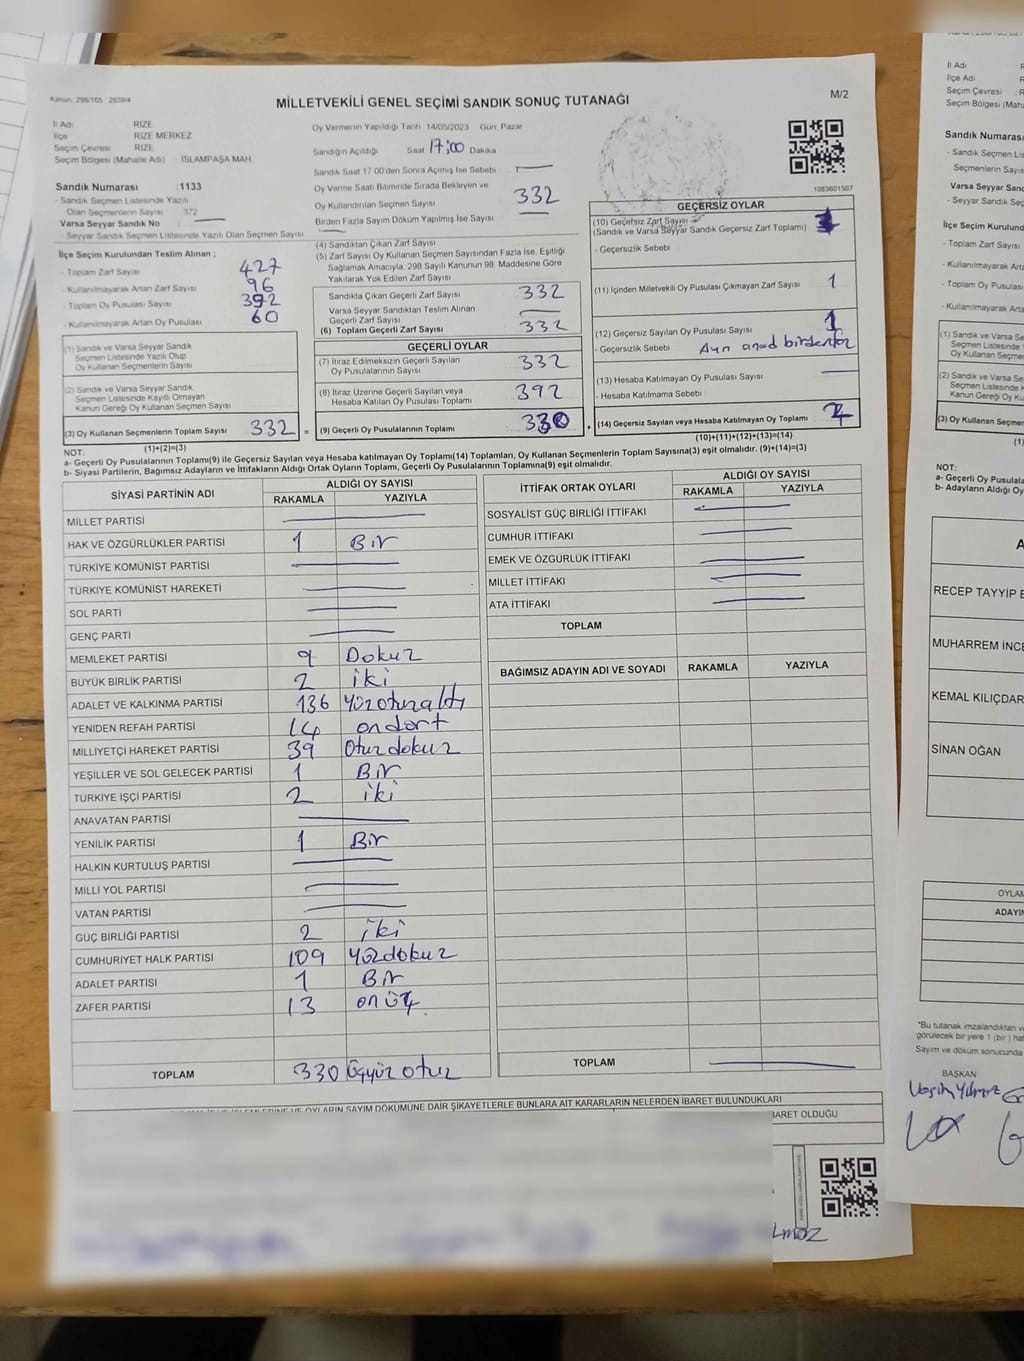 Kanun, 298/105 2839/4
MİLLETVEKİLİ GENEL SEÇİMİ SANDIK SONUÇ TUTANAĞI
M/2
İl Adı RİZE
İlçe RİZE MERKEZ
Seçim Çevresi RİZE
Seçim Bölgesi (Mahalle Adı) İSLAMPAŞA MAH
Oy Vermenin Yapıldığı Tarih :14/05/2023 Gün: Pazar
Sandığın Açıldığı Saat 17:00 Dakika
Sandık Saat 17:00'den Sonra Açılmış İse Sebebi
Oy Verme Saati Bitiminde Sırada Bekleyen ve
Oy Kullandırılan Seçmen Sayısı 332
Birden Fazla Sayım Döküm Yapılmış İse Sayısı
1083601507
Sandık Numarası :1133
- Sandık Seçmen Listesinde Yazılı
Olan Seçmenlerin Sayısı 372
Varsa Seyyar Sandık No
- Seyyar Sandık Seçmen Listesinde Yazılı Olan Seçmen Sayısı
İlçe Seçim Kurulundan Teslim Alınan ;
- Toplam Zarf Sayısı 427
- Kullanılmayarak Artan Zarf Sayısı 96
- Toplam Oy Pusulası Sayısı 392
- Kullanılmayarak Artan Oy Pusulası 60
(1) Sandık ve Varsa Seyyar Sandık
Seçmen Listesinde Yazılı Olup
Oy Kullanan Seçmen Sayısı
(2) Sandık ve Varsa Seyyar Sandık
Seçmen Listesinde Kayıtlı Olmayan
Kanun Gereği Oy Kullanan Seçmen Sayısı
(3) Oy Kullanan Seçmenlerin Toplam Sayısı 332 =
(1)+(2)=(3)
(4) Sandıktan Çıkan Zarf Sayısı
(5) Zarf Sayısı Oy Kullanan Seçmen Sayısından Fazla İse, Eşitliği
Sağlamak Amacıyla, 298 Sayılı Kanunun 98. Maddesine Göre
Yakılarak Yok Edilen Zarf Sayısı
Sandıkta Çıkan Geçerli Zarf Sayısı 332
Varsa Seyyar Sandıktan Teslim Alınan
Geçerli Zarf Sayısı
(6) Toplam Geçerli Zarf Sayısı 332
GEÇERLİ OYLAR
(7) İtiraz Edilmeksizin Geçerli Sayılan
Oy Pusulalarının Sayısı 332
(8) İtiraz Üzerine Geçerli Sayılan veya
Hesaba Katılan Oy Pusulası Toplamı 392
(9) Geçerli Oy Pusulalarının Toplamı 330 +
GEÇERSİZ OYLAR
(10) Geçersiz Zarf Sayısı
(Sandık ve Varsa Seyyar Sandık Geçersiz Zarf Toplamı)
- Geçersizlik Sebebi
(11) İçinden Milletvekili Oy Pusulası Çıkmayan Zarf Sayısı 1
(12) Geçersiz Sayılan Oy Pusulası Sayısı 1
- Geçersizlik Sebebi
(13) Hesaba Katılmayan Oy Pusulası Sayısı
- Hesaba Katılmama Sebebi
(14) Geçersiz Sayılan veya Hesaba Katılmayan Oy Toplamı 2
(10)+(11)+(12)+(13)=(14)
NOT:
a- Geçerli Oy Pusulalarının Toplamı(9) ile Geçersiz Sayılan veya Hesaba katılmayan Oy Toplamı(14) Toplamları, Oy Kullanan Seçmenlerin Toplam Sayısına(3) eşit olmalıdır. (9)+(14)=(3)
b- Siyasi Partilerin, Bağımsız Adayların ve İttifakların Aldığı Ortak Oyların Toplamı, Geçerli Oy Pusulalarının Toplamına(9) eşit olmalıdır.
SİYASİ PARTİNİN ADI
ALDIĞI OY SAYISI
RAKAMLA YAZIYLA
MİLLET PARTİSİ
HAK VE ÖZGÜRLÜKLER PARTİSİ 1 Bir
TÜRKİYE KOMÜNİST PARTİSİ
TÜRKİYE KOMÜNİST HAREKETİ
SOL PARTİ
GENÇ PARTİ
MEMLEKET PARTİSİ 9 Dokuz
BÜYÜK BİRLİK PARTİSİ 2 iki
ADALET VE KALKINMA PARTİSİ 136 Yüzotuzaltı
YENİDEN REFAH PARTİSİ 14 ondört
MİLLİYETÇİ HAREKET PARTİSİ 39 Otuzdokuz
YEŞİLLER VE SOL GELECEK PARTİSİ 1 Bir
TÜRKİYE İŞÇİ PARTİSİ 2 iki
ANAVATAN PARTİSİ
YENİLİK PARTİSİ 1 Bir
HALKIN KURTULUŞ PARTİSİ
MİLLİ YOL PARTİSİ
VATAN PARTİSİ
GÜÇ BİRLİĞİ PARTİSİ 2 iki
CUMHURİYET HALK PARTİSİ 109 Yüzdokuz
ADALET PARTİSİ 1 Bir
ZAFER PARTİSİ 13 onüç
TOPLAM 330 Üçyüz otuz
İTTİFAK ORTAK OYLARI
ALDIĞI OY SAYISI
RAKAMLA YAZIYLA
SOSYALİST GÜÇ BİRLİĞİ İTTİFAKI
CUMHUR İTTİFAKI
EMEK VE ÖZGÜRLÜK İTTİFAKI
MİLLET İTTİFAKI
ATA İTTİFAKI
TOPLAM
BAĞIMSIZ ADAYIN ADI VE SOYADI RAKAMLA YAZIYLA
TOPLAM
OYLARIN SAYIM DÖKÜMÜNE DAİR ŞİKAYETLERLE BUNLARA AİT KARARLARIN NELERDEN İBARET BULUNDUKLARI
BARET OLDUĞU
İl Adı
İlçe Adı
Seçim Çevresi
Seçim Bölgesi (Mah
Sandık Numarası
- Sandık Seçmen Lis
Seçmenlerin Sayıs
Varsa Seyyar Sandık
- Seyyar Sandık Seç
İlçe Seçim Kurulund
- Toplam Zarf Sayısı
- Kullanılmayarak Artan
- Toplam Oy Pusulası
- Kullanılmayarak Artan
(1) Sandık ve Varsa Se
Seçmen Listesinde Y
Oy Kullanan Seçmen
(2) Sandık ve Varsa Se
Seçmen Listesinde
Kanun Gereği Oy K
(3) Oy Kullanan Seçme
NOT:
a- Geçerli Oy Pusulala
b- Adayların Aldığı Oy
RECEP TAYYİP E
MUHARREM İNCE
KEMAL KILIÇDAR
SİNAN OĞAN
OYLAM
ADAYIN
*Bu tutanak imzalandıktan v
görülecek bir yere 1 (bir ) ha
Sayım ve döküm sonucunda
BAŞKAN